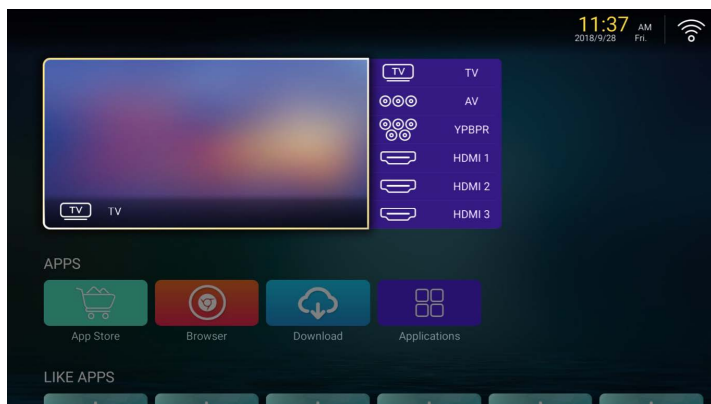 11:37 AM
2018/9/28 Fri.
TV TV
AV
YPBPR
HDMI 1
HDMI 2
HDMI 3
TV TV
APPS
App Store
Browser
Download
Applications
LIKE APPS